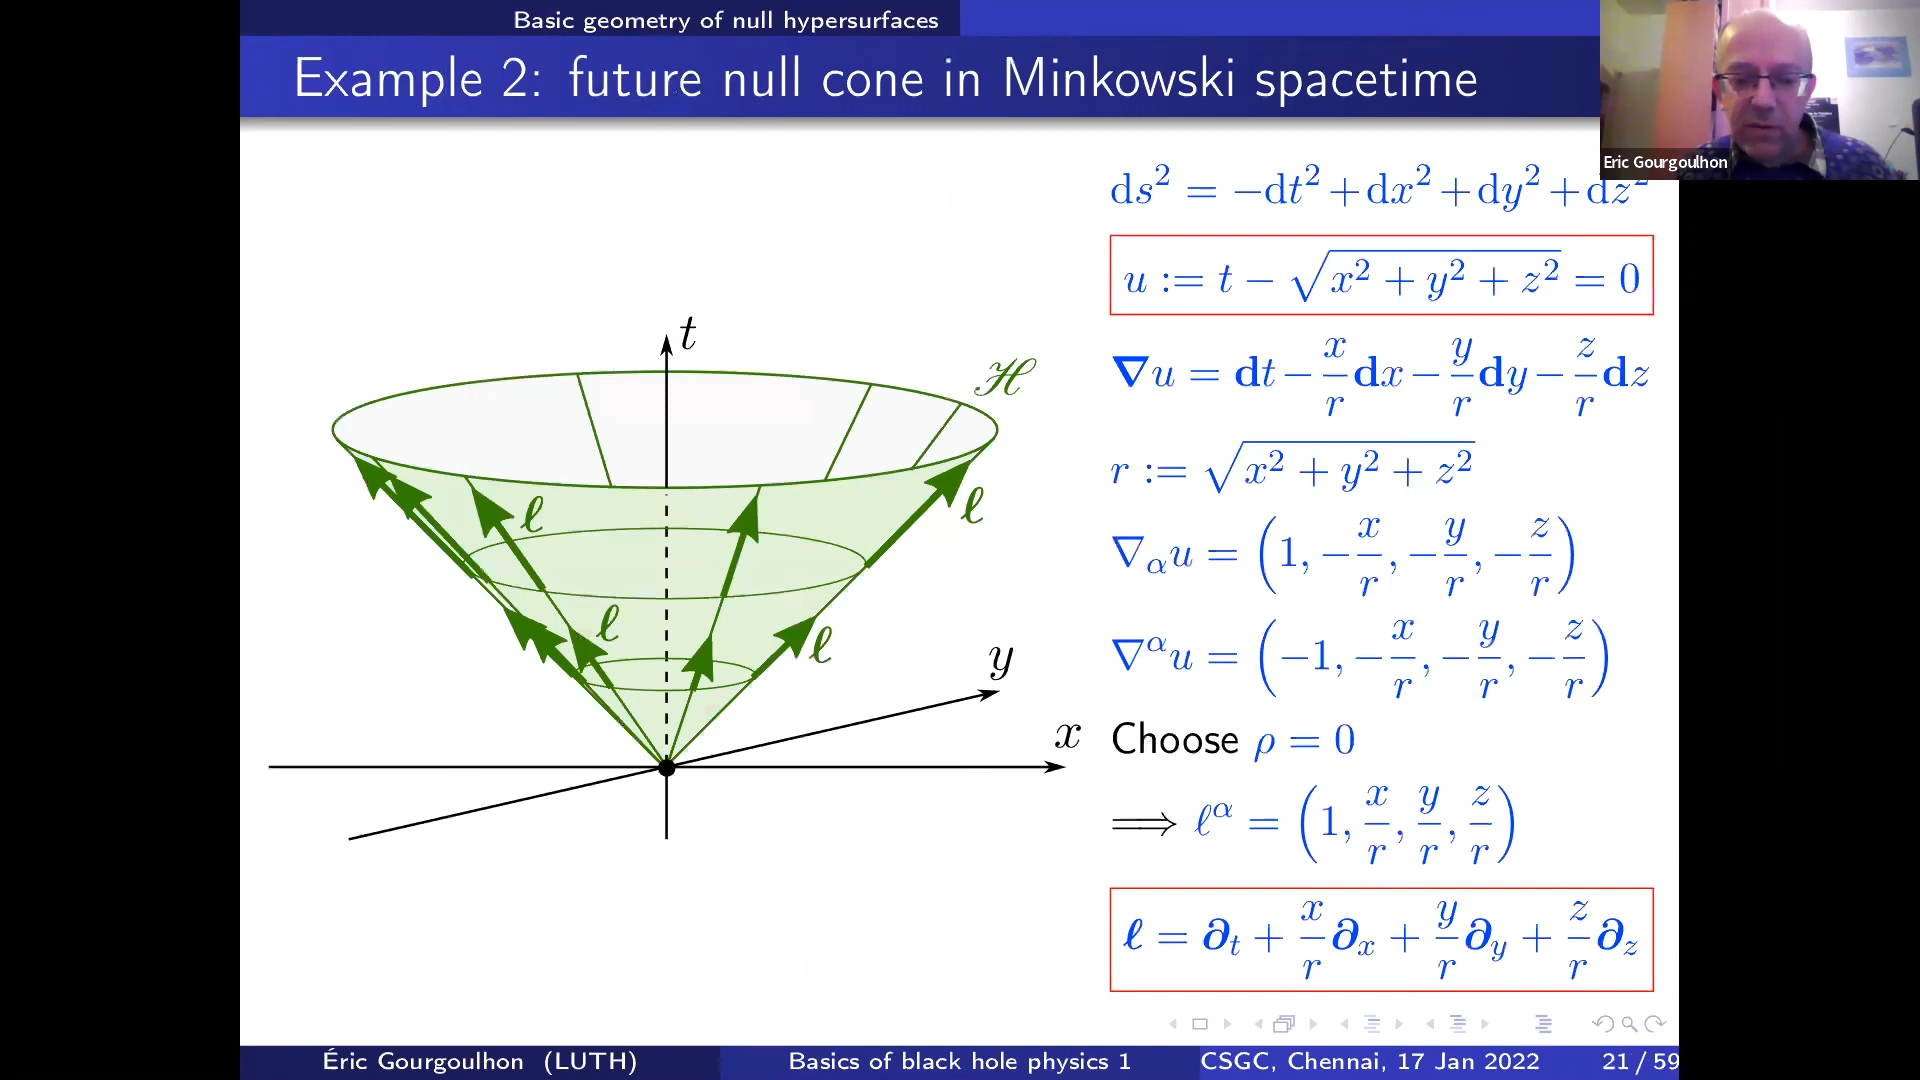 Basic geometry of null hypersurfaces
Example 2: future null cone in Minkowski spacetime
Eric Gourgoulhon
ds² = −dt² + dx² + dy² + dz²
u := t − √(x² + y² + z²) = 0
∇u = dt − x/r dx − y/r dy − z/r dz
r := √(x² + y² + z²)
∇_α u = (1, −x/r, −y/r, −z/r)
∇^α u = (−1, −x/r, −y/r, −z/r)
Choose ρ = 0
⟹ ℓ^α = (1, x/r, y/r, z/r)
ℓ = ∂_t + x/r ∂_x + y/r ∂_y + z/r ∂_z
t
ℋ
ℓ
ℓ
ℓ
ℓ
y
x
Éric Gourgoulhon (LUTH)
Basics of black hole physics 1
CSGC, Chennai, 17 Jan 2022
21 / 59